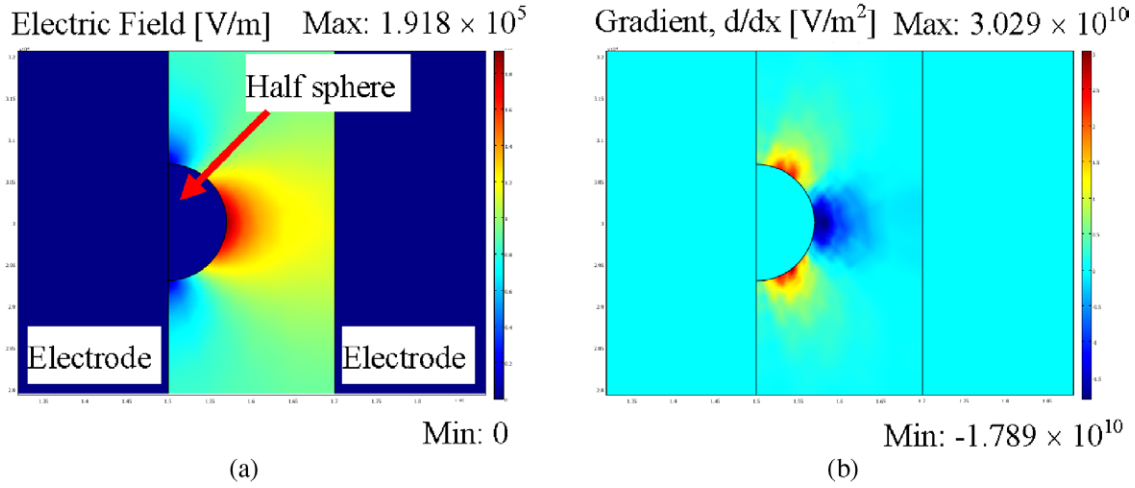 Electric Field [V/m] Max: 1.918 × 10⁵
Half sphere
Electrode
Electrode
Min: 0
(a)
Gradient, d/dx [V/m²] Max: 3.029 × 10¹⁰
Min: -1.789 × 10¹⁰
(b)